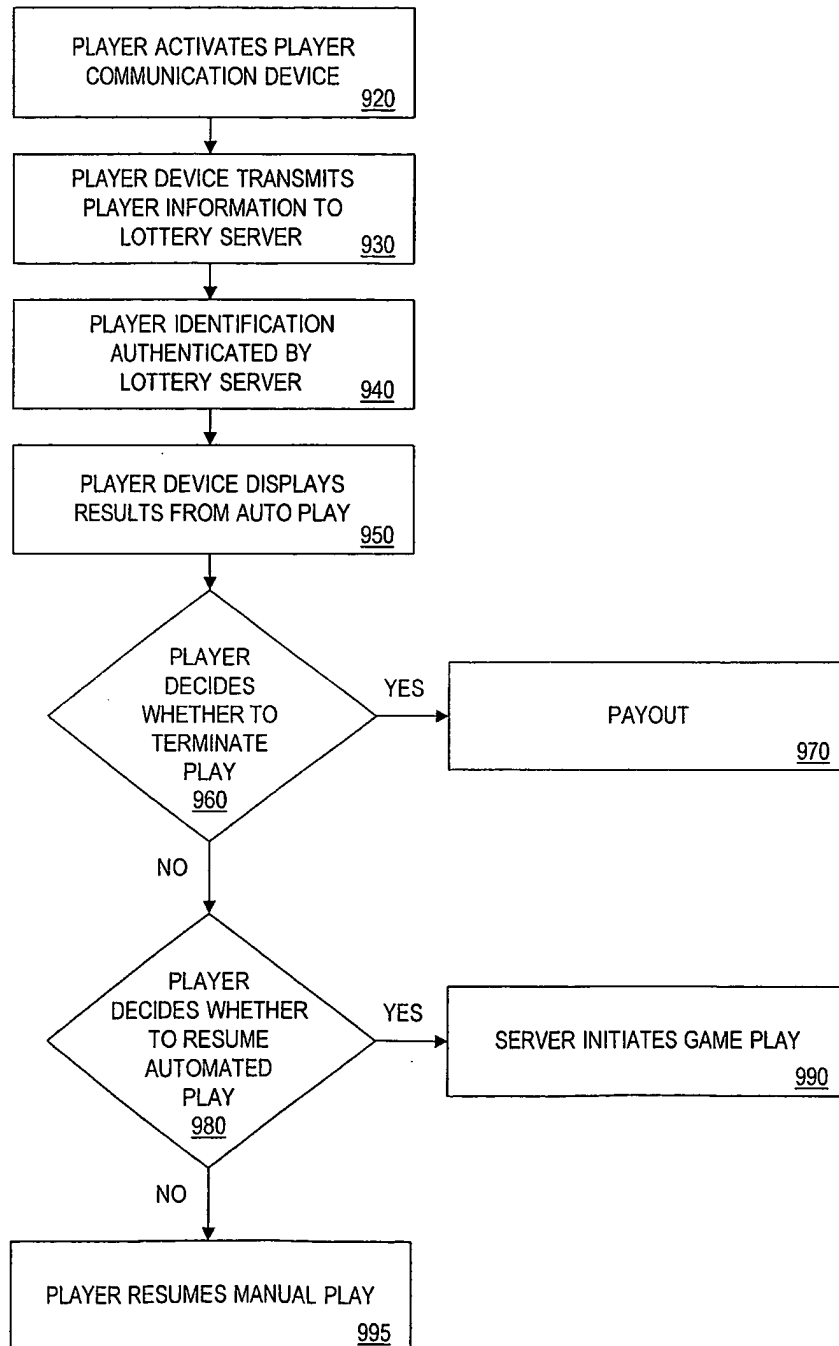 PLAYER ACTIVATES PLAYER
COMMUNICATION DEVICE
920
PLAYER DEVICE TRANSMITS
PLAYER INFORMATION TO
LOTTERY SERVER
930
PLAYER IDENTIFICATION
AUTHENTICATED BY
LOTTERY SERVER
940
PLAYER DEVICE DISPLAYS
RESULTS FROM AUTO PLAY
950
PLAYER
DECIDES
WHETHER TO
TERMINATE
PLAY
960
YES
PAYOUT
970
NO
PLAYER
DECIDES WHETHER
TO RESUME
AUTOMATED
PLAY
980
YES
SERVER INITIATES GAME PLAY
990
NO
PLAYER RESUMES MANUAL PLAY
995